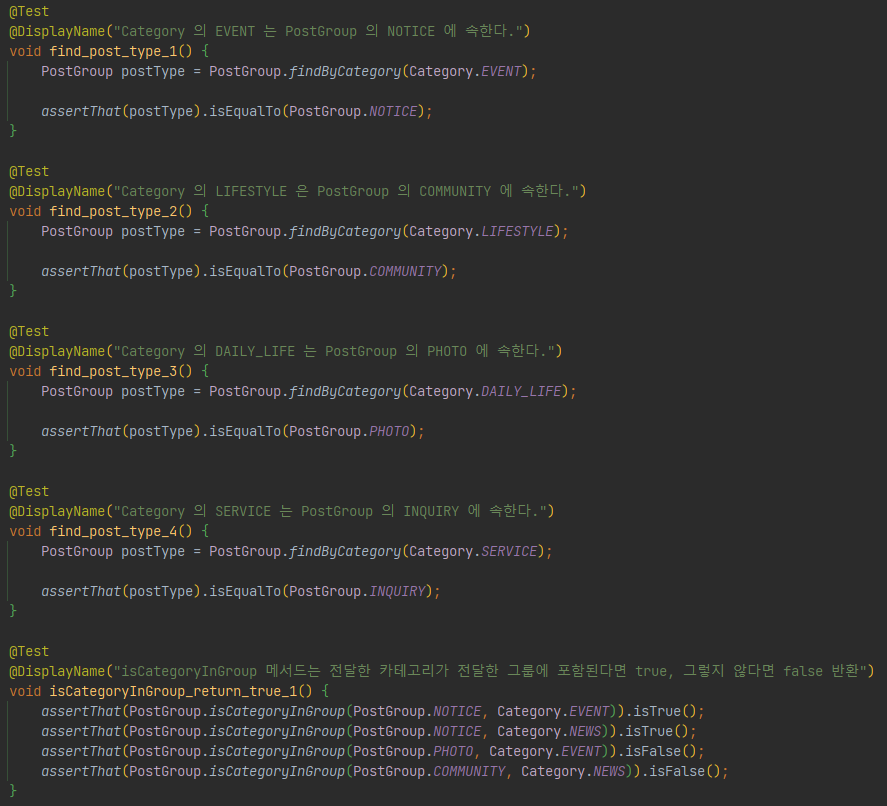 @Test
@DisplayName("Category 의 EVENT 는 PostGroup 의 NOTICE 에 속한다.")
void find_post_type_1() {
    PostGroup postType = PostGroup.findByCategory(Category.EVENT);

    assertThat(postType).isEqualTo(PostGroup.NOTICE);
}

@Test
@DisplayName("Category 의 LIFESTYLE 은 PostGroup 의 COMMUNITY 에 속한다.")
void find_post_type_2() {
    PostGroup postType = PostGroup.findByCategory(Category.LIFESTYLE);

    assertThat(postType).isEqualTo(PostGroup.COMMUNITY);
}

@Test
@DisplayName("Category 의 DAILY_LIFE 는 PostGroup 의 PHOTO 에 속한다.")
void find_post_type_3() {
    PostGroup postType = PostGroup.findByCategory(Category.DAILY_LIFE);

    assertThat(postType).isEqualTo(PostGroup.PHOTO);
}

@Test
@DisplayName("Category 의 SERVICE 는 PostGroup 의 INQUIRY 에 속한다.")
void find_post_type_4() {
    PostGroup postType = PostGroup.findByCategory(Category.SERVICE);

    assertThat(postType).isEqualTo(PostGroup.INQUIRY);
}

@Test
@DisplayName("isCategoryInGroup 메서드는 전달한 카테고리가 전달한 그룹에 포함된다면 true, 그렇지 않다면 false 반환")
void isCategoryInGroup_return_true_1() {
    assertThat(PostGroup.isCategoryInGroup(PostGroup.NOTICE, Category.EVENT)).isTrue();
    assertThat(PostGroup.isCategoryInGroup(PostGroup.NOTICE, Category.NEWS)).isTrue();
    assertThat(PostGroup.isCategoryInGroup(PostGroup.PHOTO, Category.EVENT)).isFalse();
    assertThat(PostGroup.isCategoryInGroup(PostGroup.COMMUNITY, Category.NEWS)).isFalse();
}